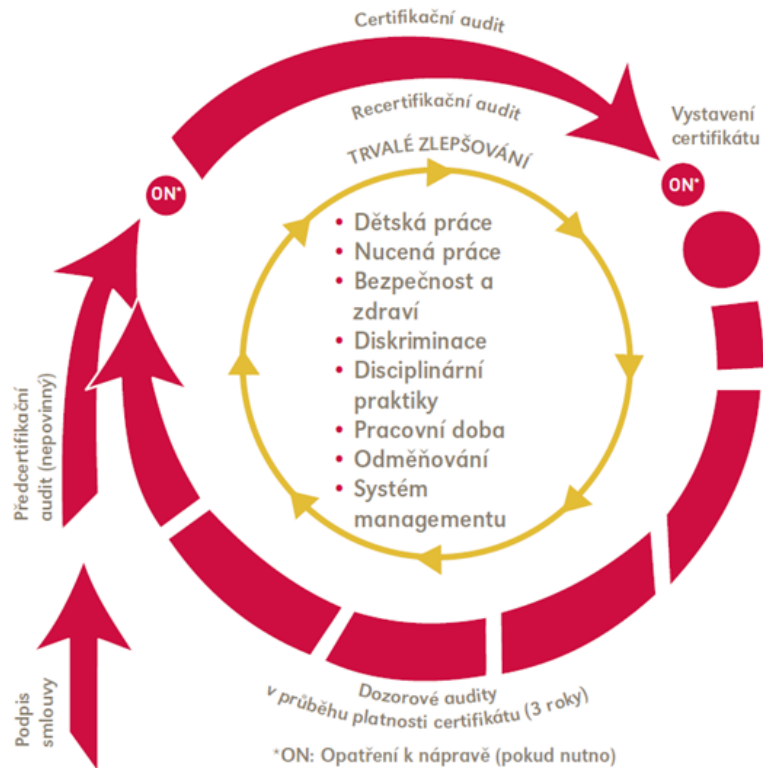 Certifikační audit
Recertifikační audit
TRVALÉ ZLEPŠOVÁNÍ
Vystavení
certifikátu
ON*
ON*
• Dětská práce
• Nucená práce
• Bezpečnost a
zdraví
• Diskriminace
• Disciplinární
praktiky
• Pracovní doba
• Odměňování
• Systém
managementu
Předcertifikační
audit (nepovinný)
Podpis
smlouvy
Dozorové audity
v průběhu platnosti certifikátu (3 roky)
*ON: Opatření k nápravě (pokud nutno)